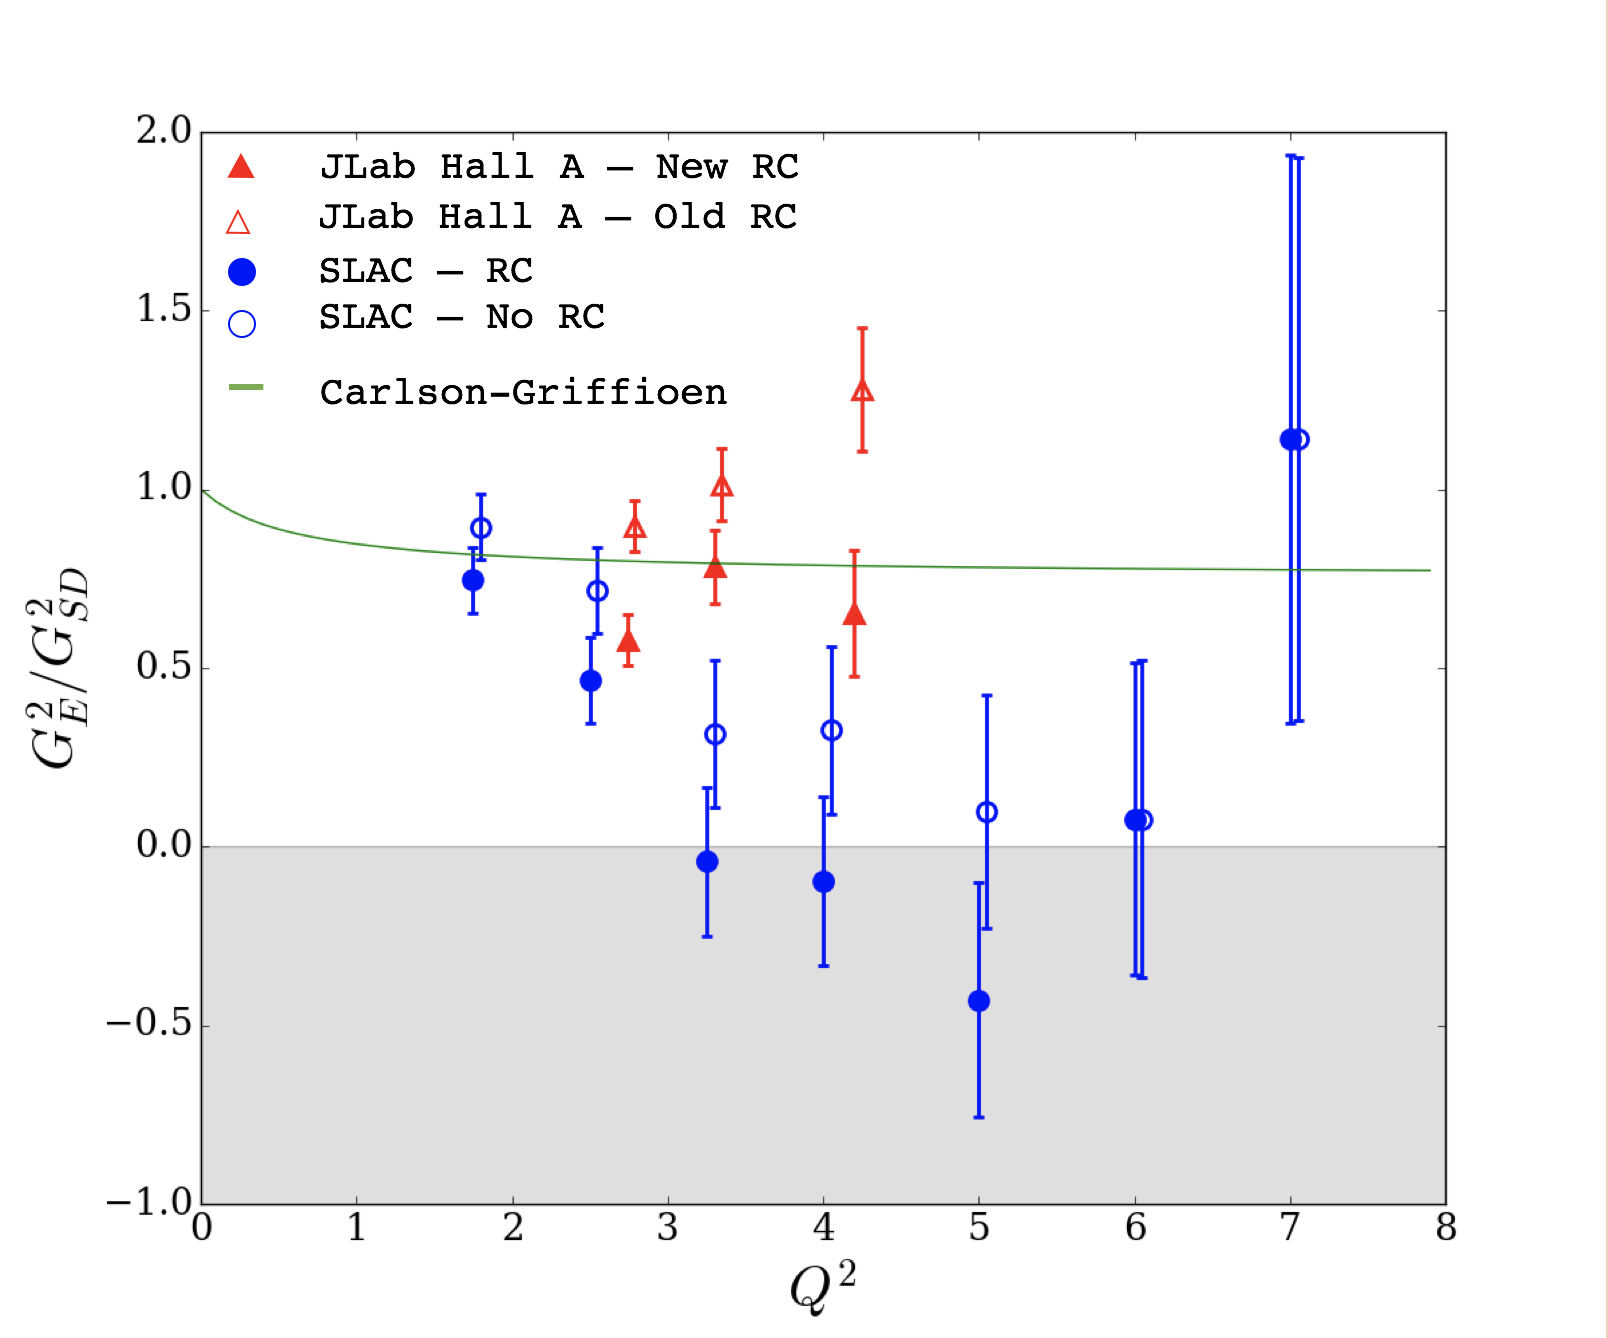 2.0
1.5
1.0
0.5
0.0
−0.5
−1.0
JLab Hall A – New RC
JLab Hall A – Old RC
SLAC – RC
SLAC – No RC
Carlson-Griffioen
G_E^2/G_SD^2
0 1 2 3 4 5 6 7 8
Q^2